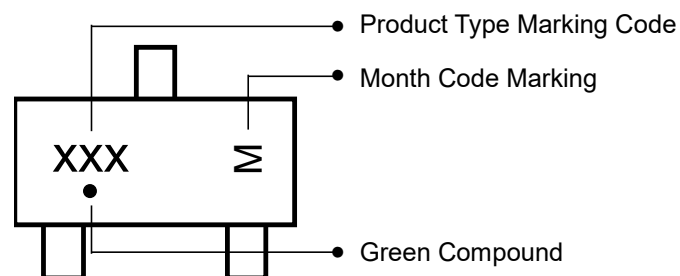 Product Type Marking Code
Month Code Marking
XXX
M
Green Compound